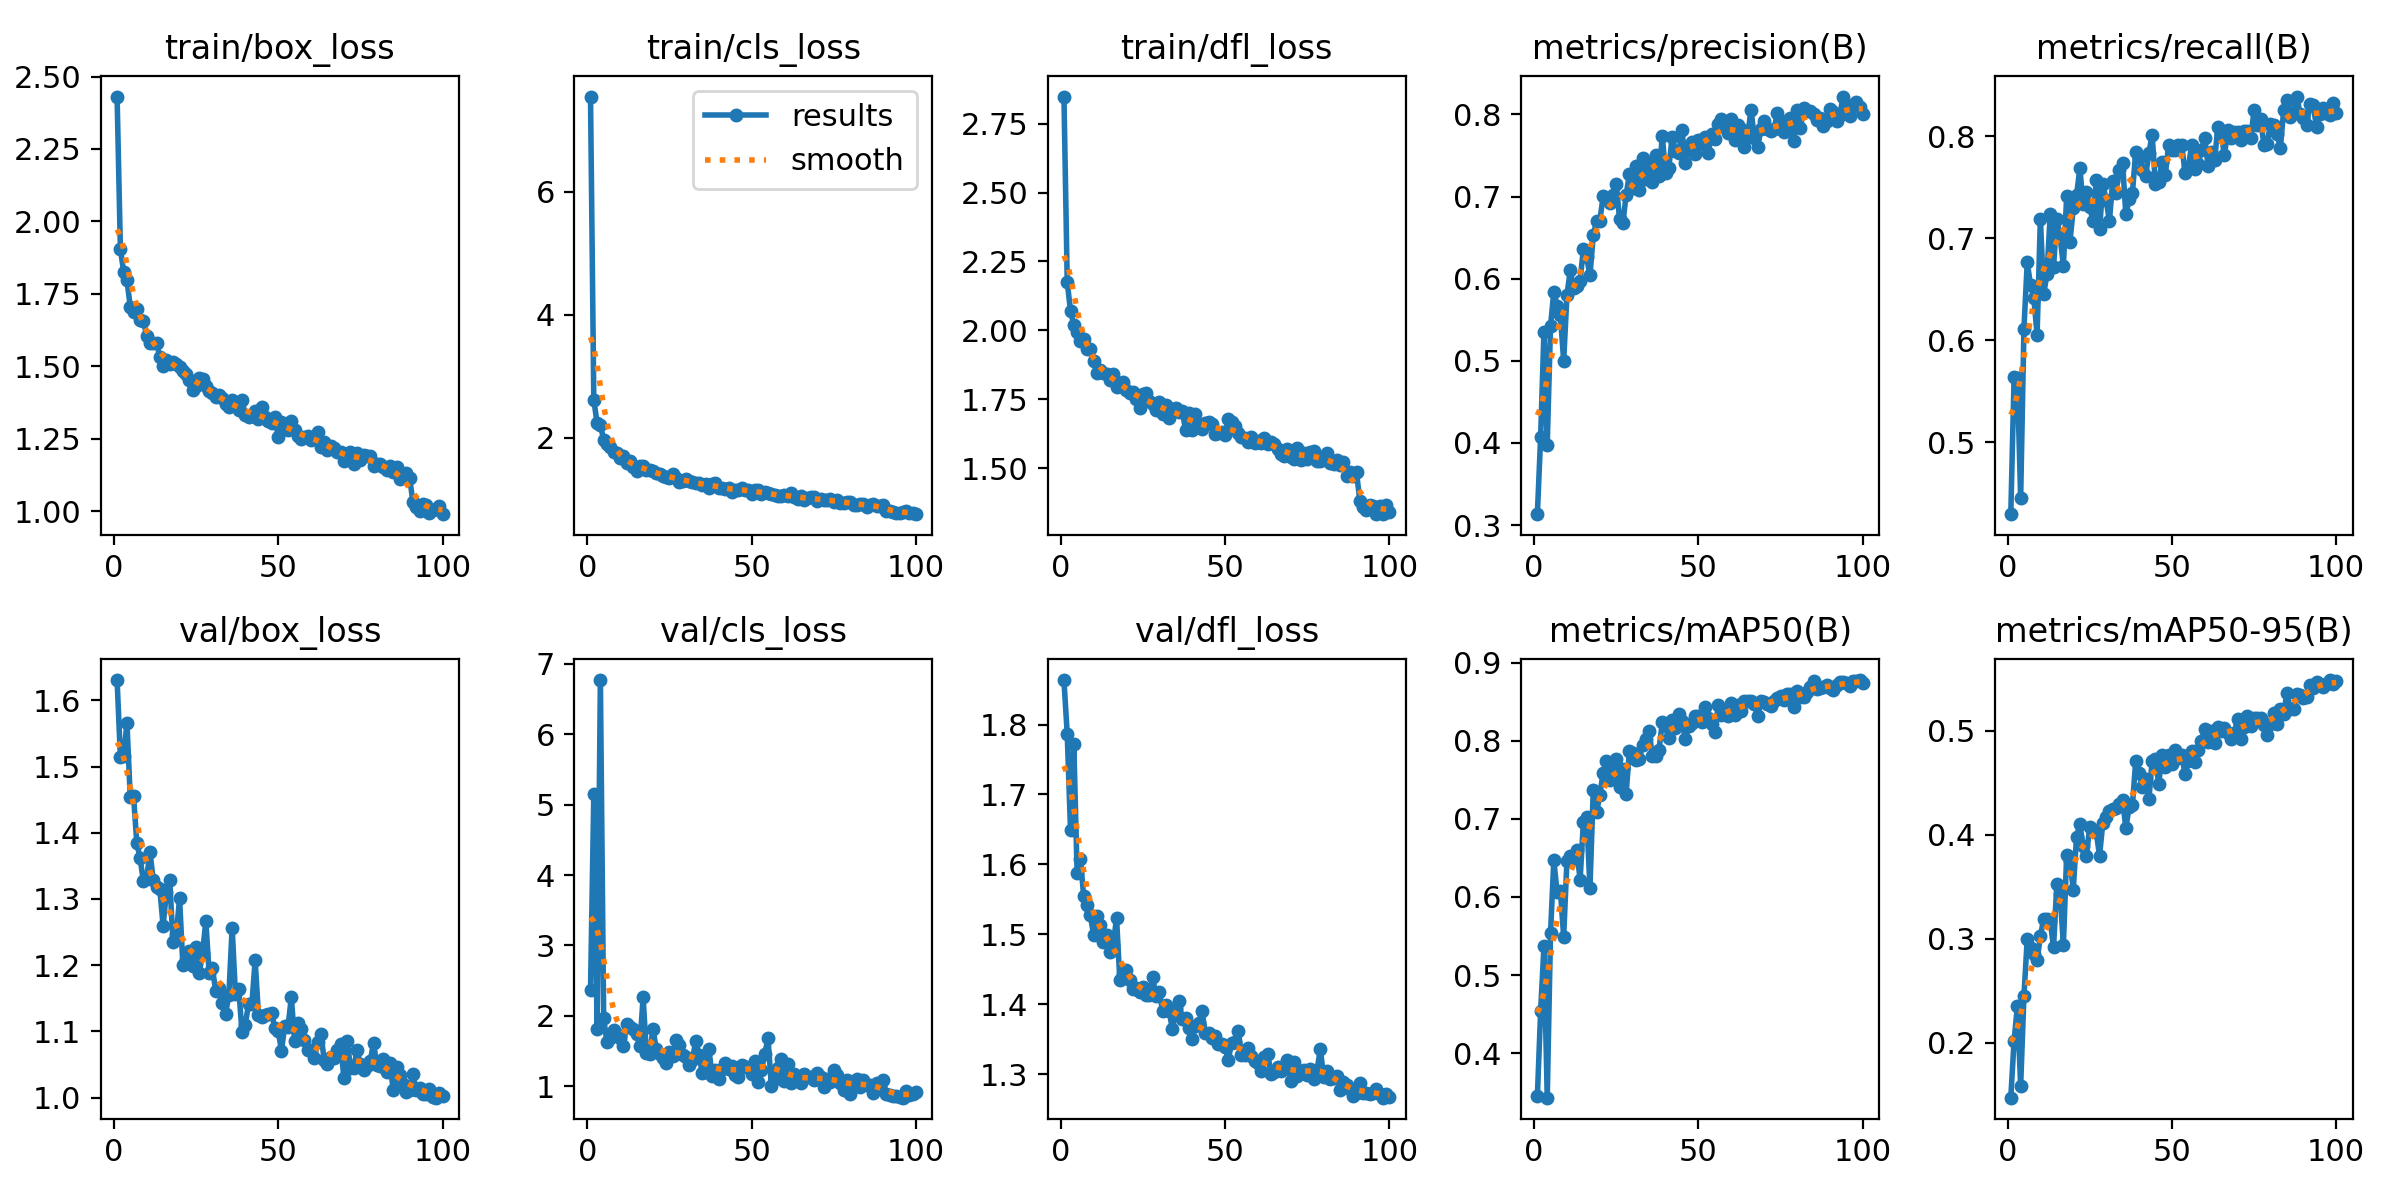 train/box_loss
2.50
2.25
2.00
1.75
1.50
1.25
1.00
0 50 100
train/cls_loss
results
smooth
6
4
2
0 50 100
train/dfl_loss
2.75
2.50
2.25
2.00
1.75
1.50
0 50 100
metrics/precision(B)
0.8
0.7
0.6
0.5
0.4
0.3
0 50 100
metrics/recall(B)
0.8
0.7
0.6
0.5
0 50 100
val/box_loss
1.6
1.5
1.4
1.3
1.2
1.1
1.0
0 50 100
val/cls_loss
7
6
5
4
3
2
1
0 50 100
val/dfl_loss
1.8
1.7
1.6
1.5
1.4
1.3
0 50 100
metrics/mAP50(B)
0.9
0.8
0.7
0.6
0.5
0.4
0 50 100
metrics/mAP50-95(B)
0.5
0.4
0.3
0.2
0 50 100